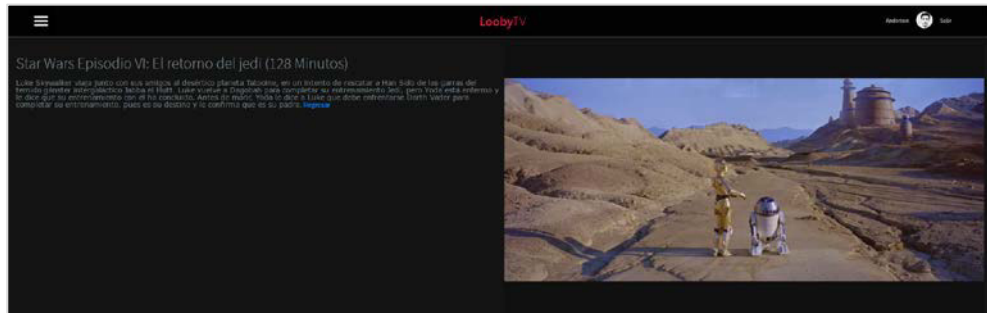 LoobyTV
Anderson
Salir
Star Wars Episodio VI: El retorno del jedi (128 Minutos)
Luke Skywalker viaja junto con sus amigos al desértico planeta Tatooine, en un intento de rescatar a Han Solo de las garras del
temido gánster intergaláctico Jabba el Hutt. Luke vuelve a Dagobah para completar su entrenamiento Jedi, pero Yoda está enfermo y
le dice que su entrenamiento con él ha concluido. Antes de morir, Yoda le dice a Luke que debe enfrentarse Darth Vader para
completar su entrenamiento, pues es su destino y le confirma que es su padre. Regresar